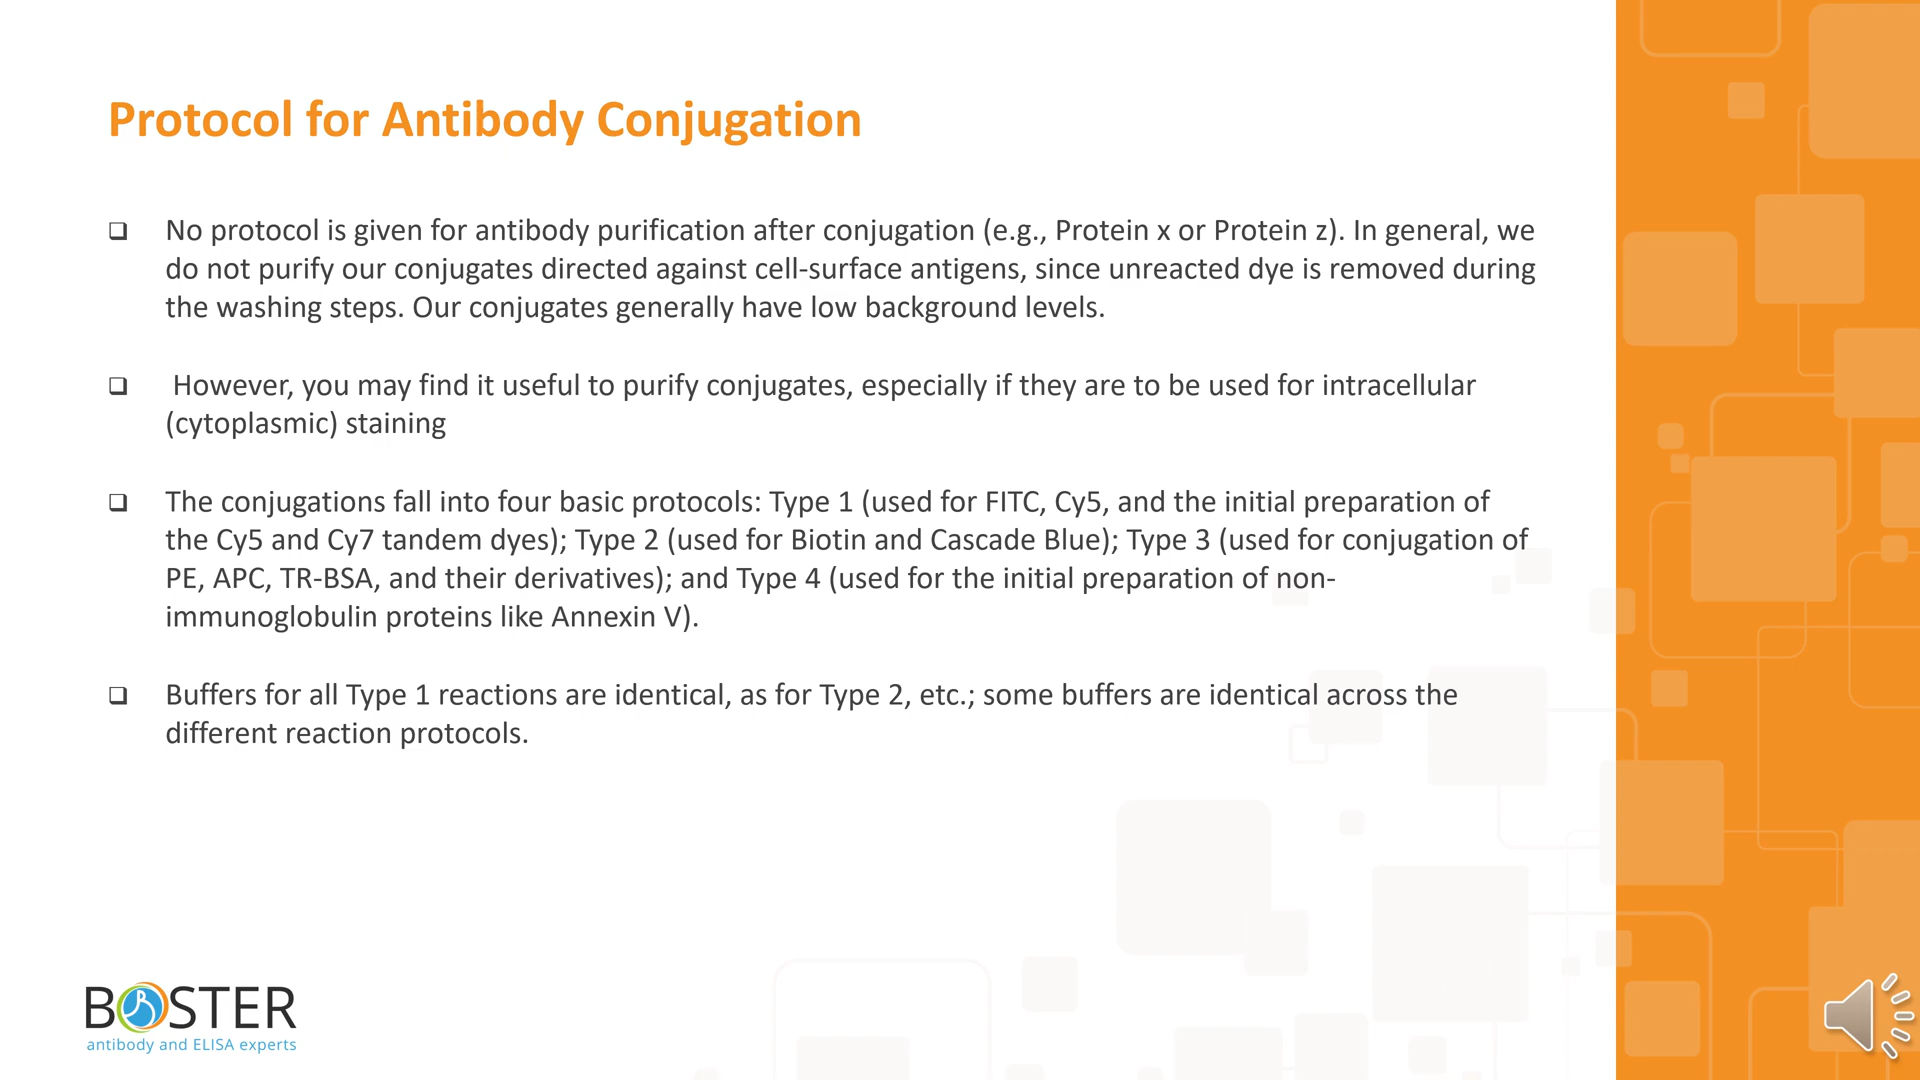 Protocol for Antibody Conjugation
No protocol is given for antibody purification after conjugation (e.g., Protein x or Protein z). In general, we
do not purify our conjugates directed against cell-surface antigens, since unreacted dye is removed during
the washing steps. Our conjugates generally have low background levels.
However, you may find it useful to purify conjugates, especially if they are to be used for intracellular
(cytoplasmic) staining
The conjugations fall into four basic protocols: Type 1 (used for FITC, Cy5, and the initial preparation of
the Cy5 and Cy7 tandem dyes); Type 2 (used for Biotin and Cascade Blue); Type 3 (used for conjugation of
PE, APC, TR-BSA, and their derivatives); and Type 4 (used for the initial preparation of non-
immunoglobulin proteins like Annexin V).
Buffers for all Type 1 reactions are identical, as for Type 2, etc.; some buffers are identical across the
different reaction protocols.
BOSTER
antibody and ELISA experts